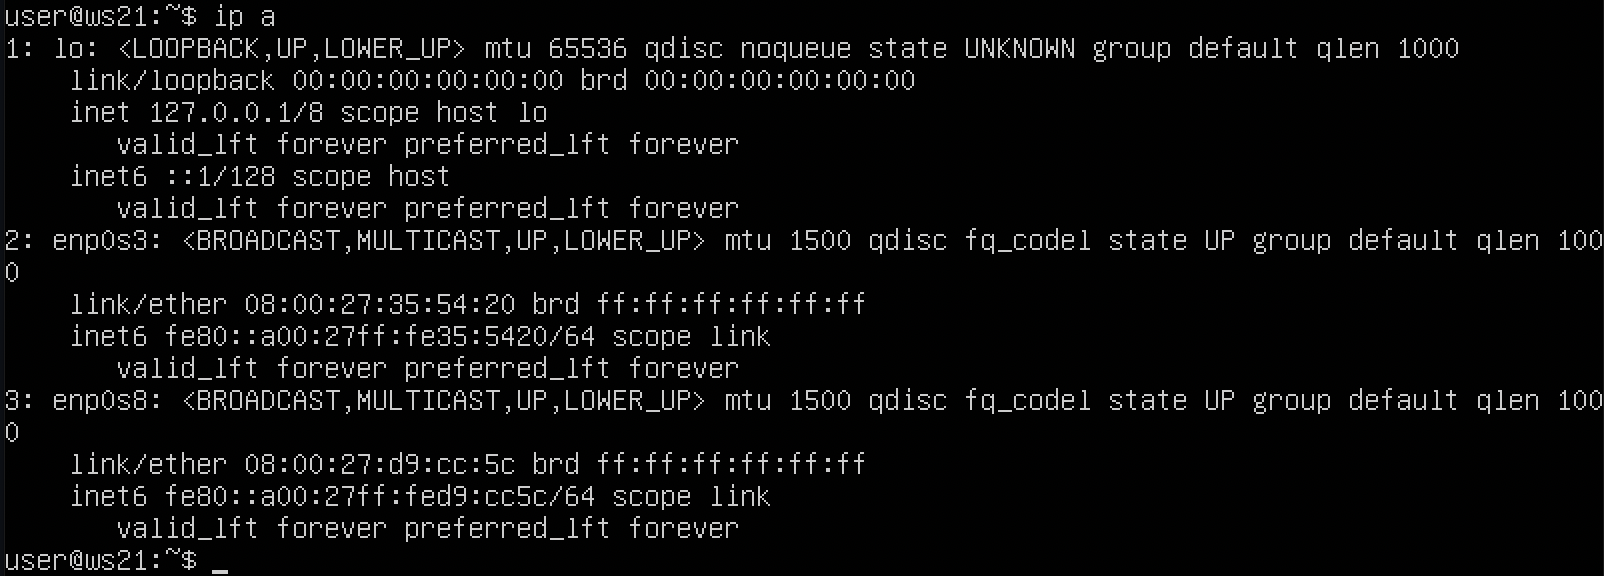 user@ws21:~$ ip a
1: lo: <LOOPBACK,UP,LOWER_UP> mtu 65536 qdisc noqueue state UNKNOWN group default qlen 1000
    link/loopback 00:00:00:00:00:00 brd 00:00:00:00:00:00
    inet 127.0.0.1/8 scope host lo
       valid_lft forever preferred_lft forever
    inet6 ::1/128 scope host
       valid_lft forever preferred_lft forever
2: enp0s3: <BROADCAST,MULTICAST,UP,LOWER_UP> mtu 1500 qdisc fq_codel state UP group default qlen 100
0
    link/ether 08:00:27:35:54:20 brd ff:ff:ff:ff:ff:ff
    inet6 fe80::a00:27ff:fe35:5420/64 scope link
       valid_lft forever preferred_lft forever
3: enp0s8: <BROADCAST,MULTICAST,UP,LOWER_UP> mtu 1500 qdisc fq_codel state UP group default qlen 100
0
    link/ether 08:00:27:d9:cc:5c brd ff:ff:ff:ff:ff:ff
    inet6 fe80::a00:27ff:fed9:cc5c/64 scope link
       valid_lft forever preferred_lft forever
user@ws21:~$ _